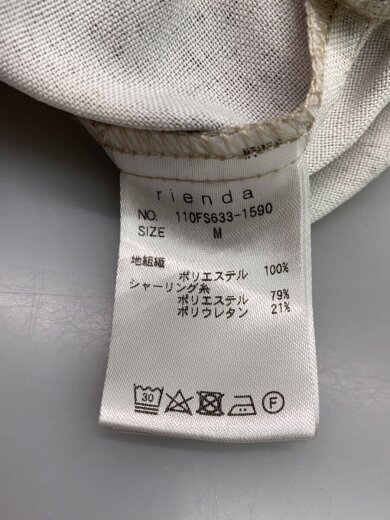 rienda
NO. 110FS633-1590
SIZE M
地組織
ポリエステル 100%
シャーリング糸
ポリエステル 79%
ポリウレタン 21%
30 F